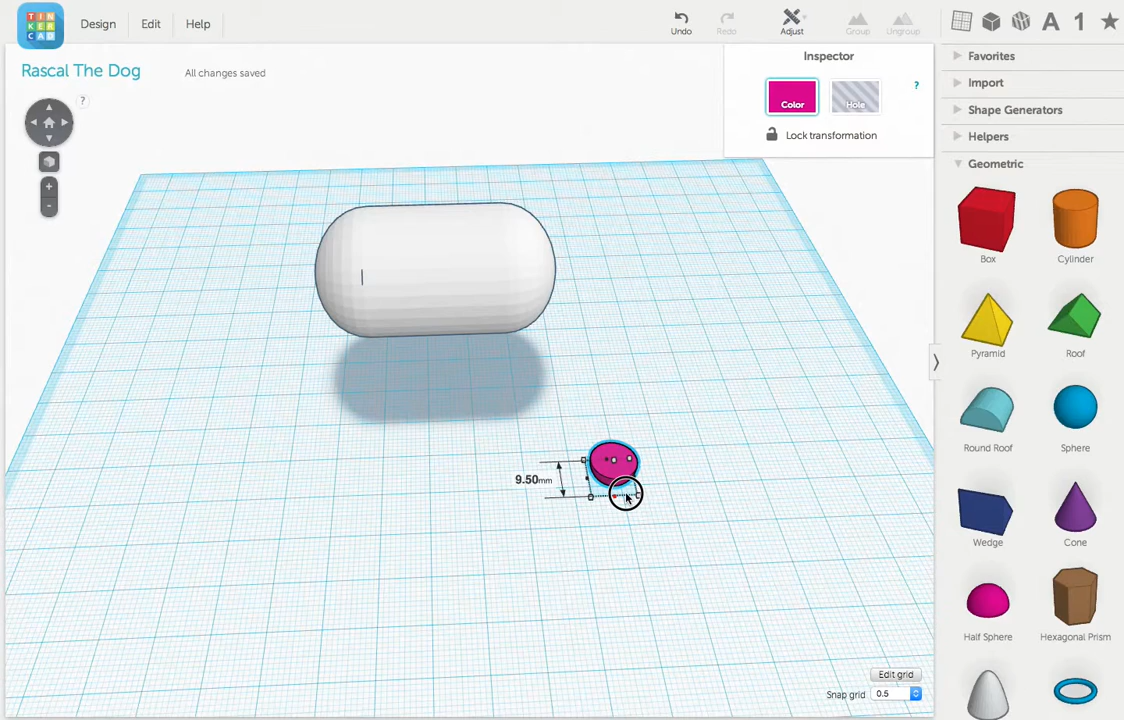 TIN
KER
CAD
Design
Edit
Help
Undo
Redo
Adjust
Group
Ungroup
A
1
Rascal The Dog
All changes saved
?
+
-
Inspector
Color
Hole
?
Lock transformation
Favorites
Import
Shape Generators
Helpers
Geometric
Box
Cylinder
Pyramid
Roof
Round Roof
Sphere
Wedge
Cone
Half Sphere
Hexagonal Prism
9.50mm
Edit grid
Snap grid
0.5